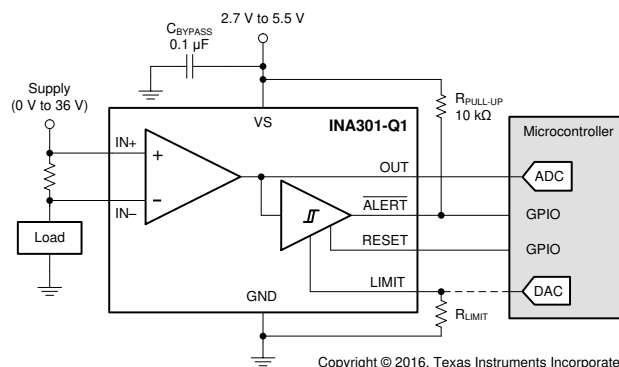 2.7 V to 5.5 V
CBYPASS
0.1 µF
Supply
(0 V to 36 V)
RPULL-UP
10 kΩ
VS
INA301-Q1
Microcontroller
IN+
+
OUT
ADC
IN–
–
ALERT
GPIO
Load
RESET
GPIO
LIMIT
DAC
GND
RLIMIT
Copyright © 2016, Texas Instruments Incorporate